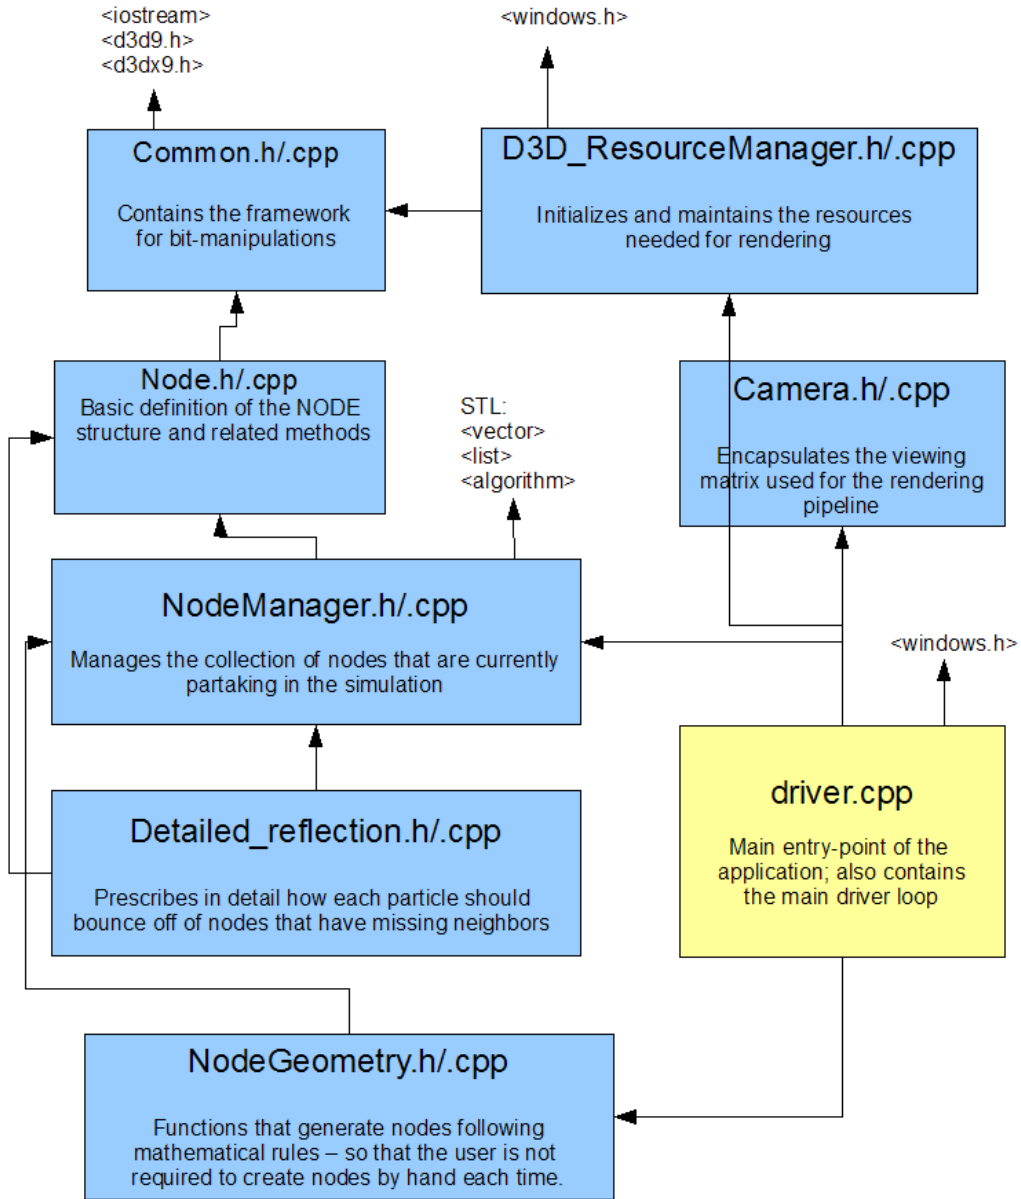 <iostream>
<d3d9.h>
<d3dx9.h>
<windows.h>
Common.h/.cpp
Contains the framework
for bit-manipulations
D3D_ResourceManager.h/.cpp
Initializes and maintains the resources
needed for rendering
Node.h/.cpp
Basic definition of the NODE
structure and related methods
STL:
<vector>
<list>
<algorithm>
Camera.h/.cpp
Encapsulates the viewing
matrix used for the rendering
pipeline
NodeManager.h/.cpp
Manages the collection of nodes that are currently
partaking in the simulation
<windows.h>
Detailed_reflection.h/.cpp
Prescribes in detail how each particle should
bounce off of nodes that have missing neighbors
driver.cpp
Main entry-point of the
application; also contains
the main driver loop
NodeGeometry.h/.cpp
Functions that generate nodes following
mathematical rules – so that the user is not
required to create nodes by hand each time.